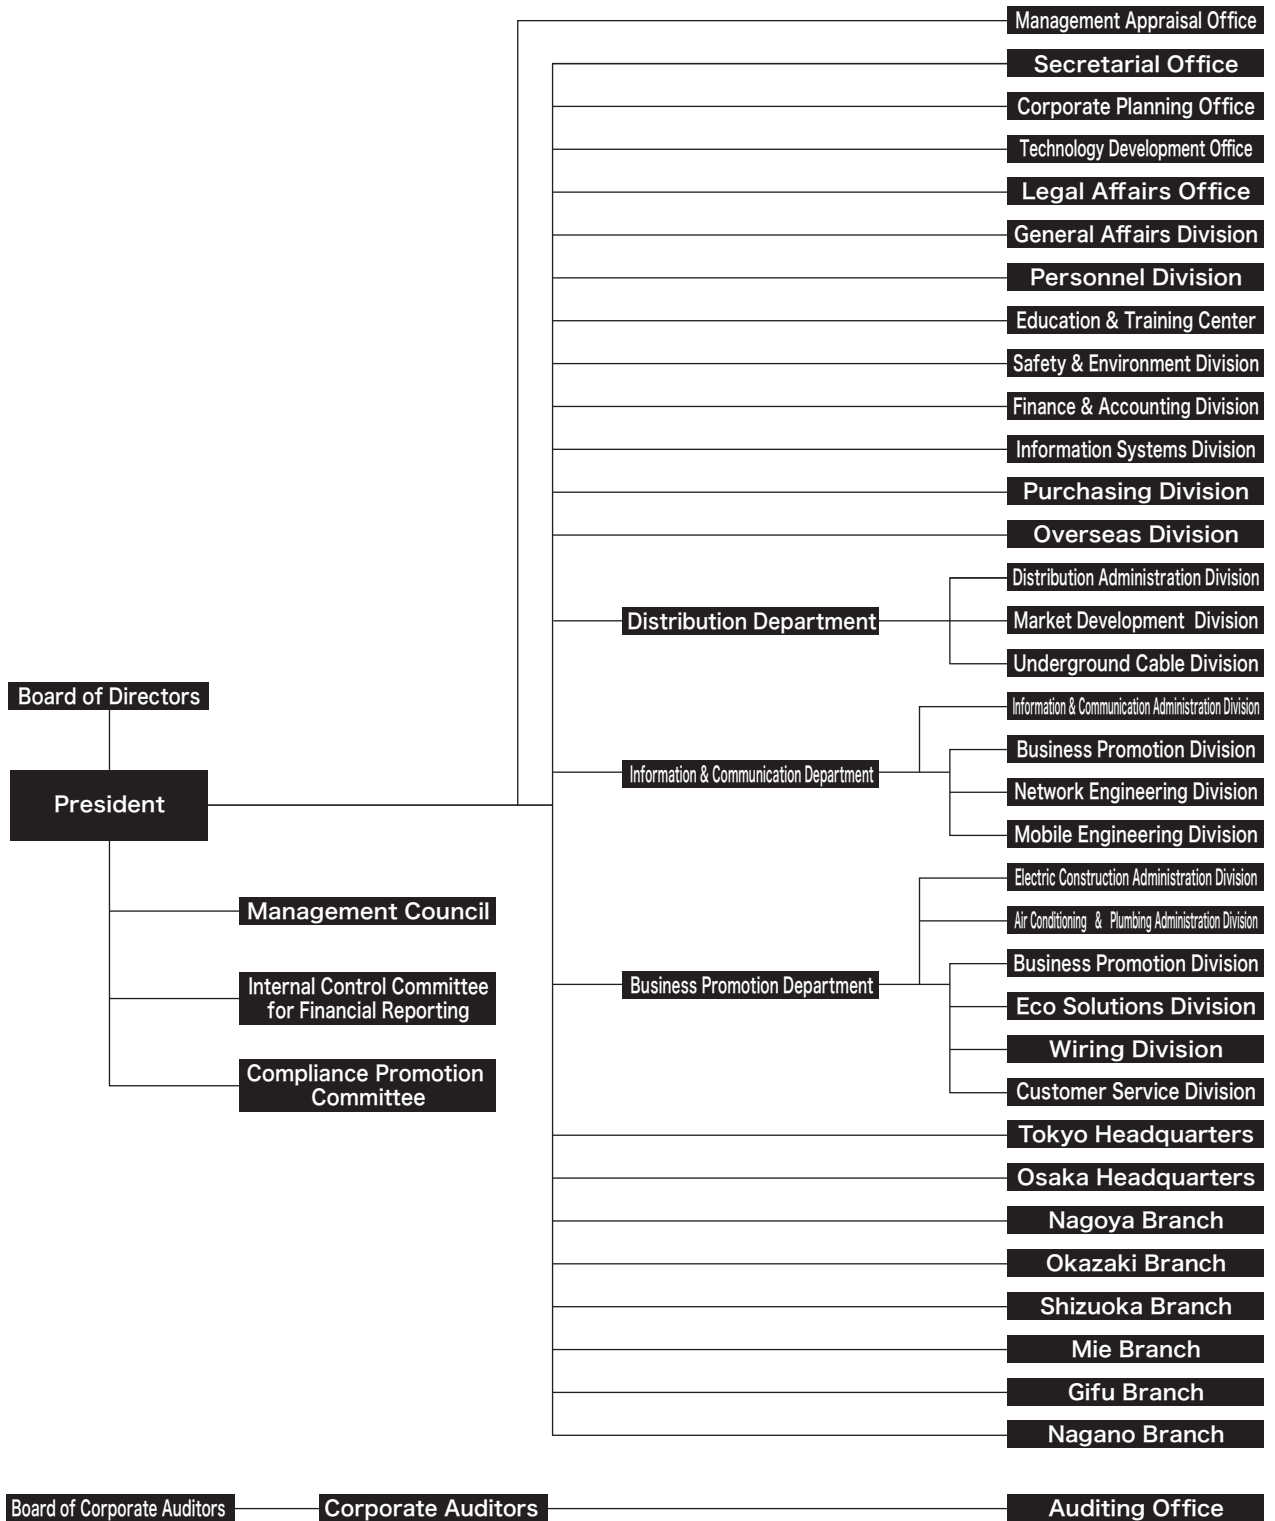 Management Appraisal Office
Secretarial Office
Corporate Planning Office
Technology Development Office
Legal Affairs Office
General Affairs Division
Personnel Division
Education & Training Center
Safety & Environment Division
Finance & Accounting Division
Information Systems Division
Purchasing Division
Overseas Division
Distribution Department
Distribution Administration Division
Market Development Division
Underground Cable Division
Board of Directors
President
Information & Communication Department
Information & Communication Administration Division
Business Promotion Division
Network Engineering Division
Mobile Engineering Division
Management Council
Internal Control Committee
for Financial Reporting
Compliance Promotion
Committee
Business Promotion Department
Electric Construction Administration Division
Air Conditioning & Plumbing Administration Division
Business Promotion Division
Eco Solutions Division
Wiring Division
Customer Service Division
Tokyo Headquarters
Osaka Headquarters
Nagoya Branch
Okazaki Branch
Shizuoka Branch
Mie Branch
Gifu Branch
Nagano Branch
Board of Corporate Auditors
Corporate Auditors
Auditing Office